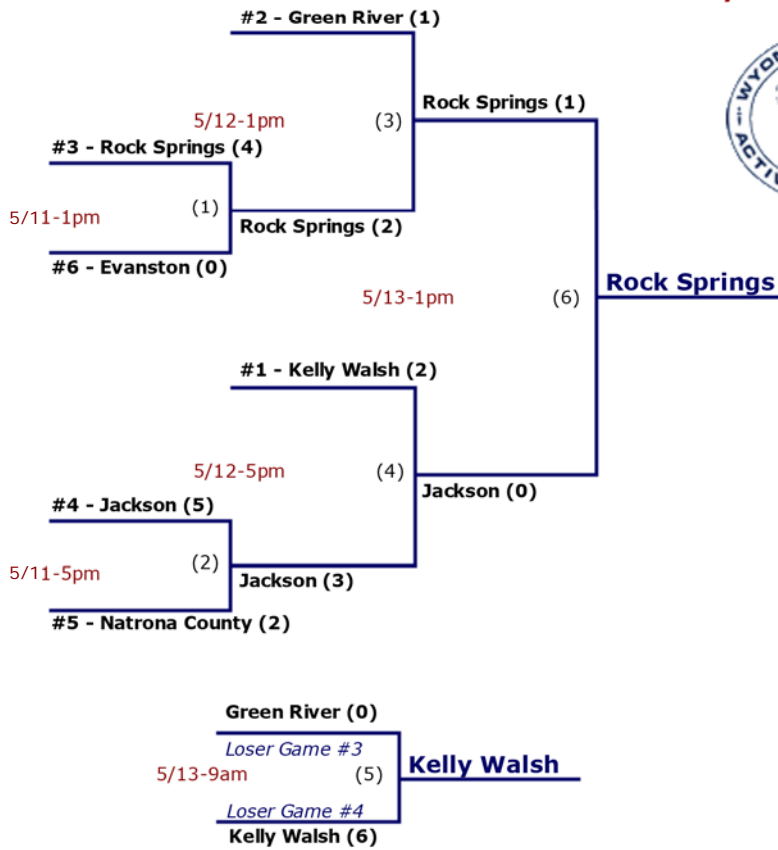 #2 - Green River (1)
Rock Springs (1)
5/12-1pm
(3)
#3 - Rock Springs (4)
5/11-1pm
(1)
Rock Springs (2)
#6 - Evanston (0)
Rock Springs
5/13-1pm
(6)
#1 - Kelly Walsh (2)
5/12-5pm
(4)
Jackson (0)
#4 - Jackson (5)
5/11-5pm
(2)
Jackson (3)
#5 - Natrona County (2)
Green River (0)
Loser Game #3
5/13-9am
(5)
Kelly Walsh
Loser Game #4
Kelly Walsh (6)